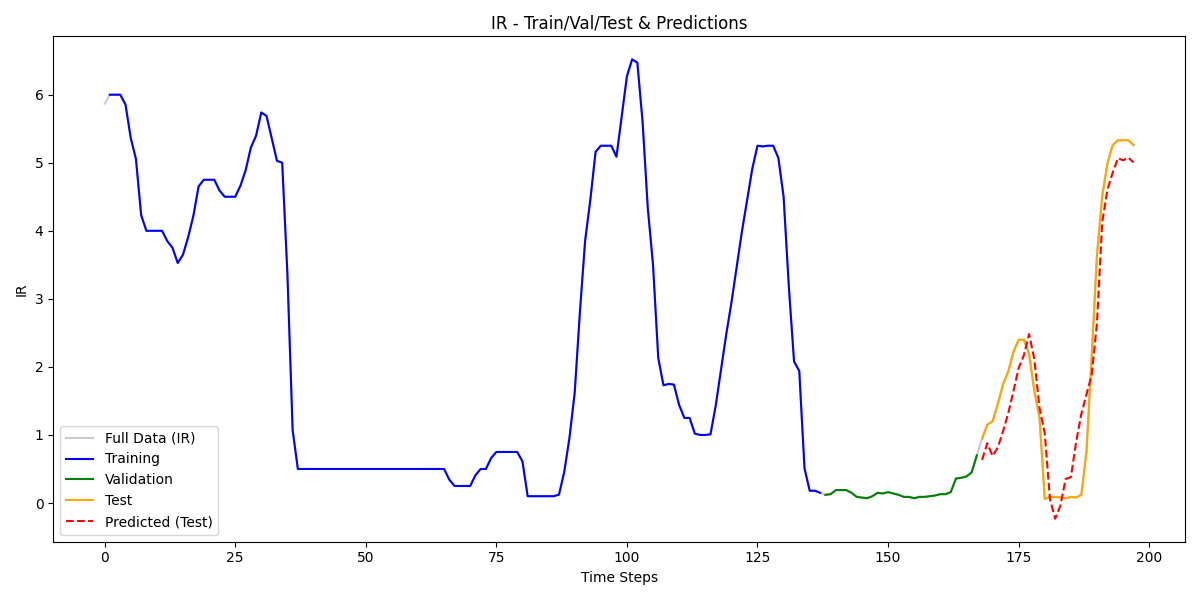 IR - Train/Val/Test & Predictions
IR
6
5
4
3
2
1
0
Full Data (IR)
Training
Validation
Test
Predicted (Test)
0 25 50 75 100 125 150 175 200
Time Steps